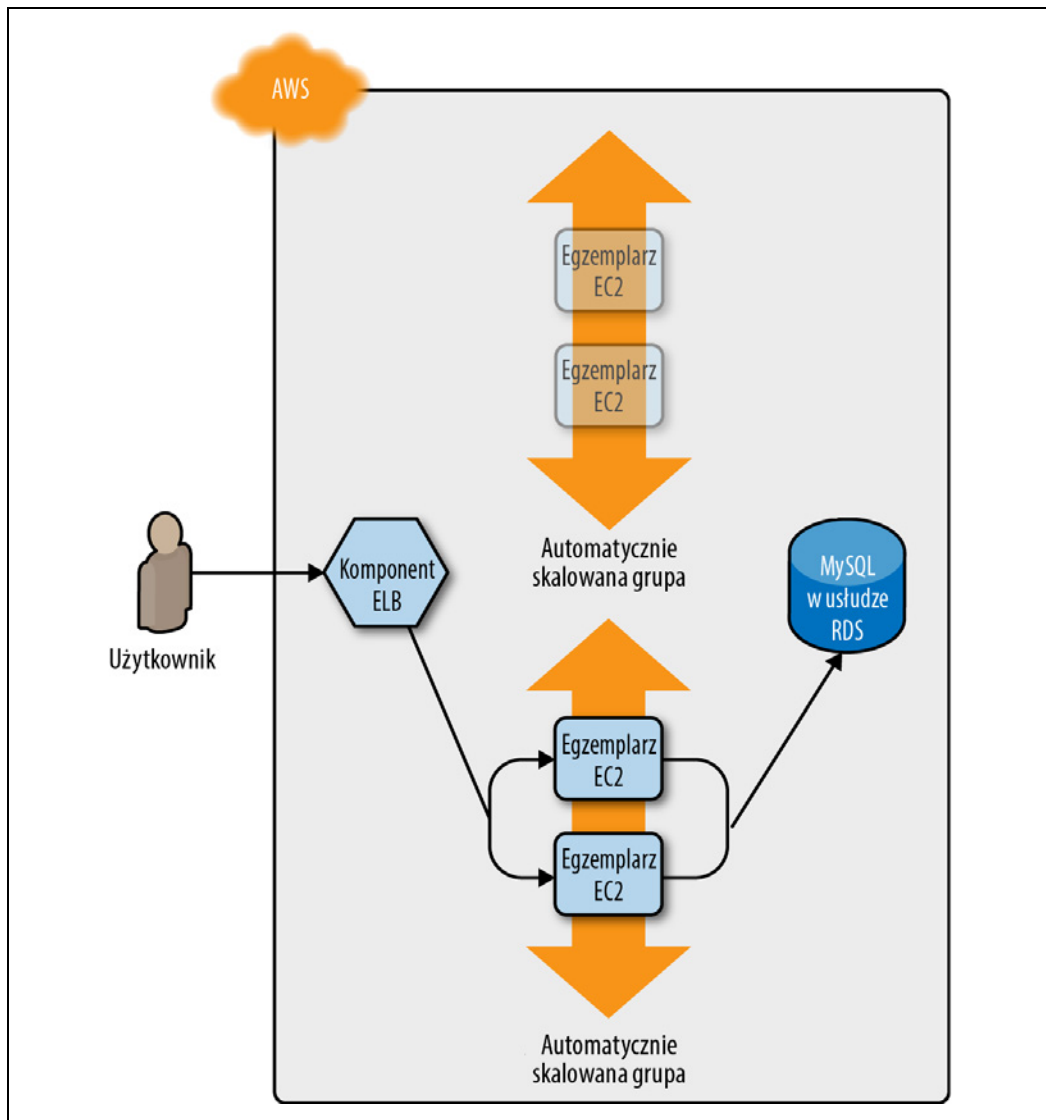 AWS
Egzemplarz
EC2
Egzemplarz
EC2
Automatycznie
skalowana grupa
Użytkownik
Komponent
ELB
MySQL
w usłudze
RDS
Egzemplarz
EC2
Egzemplarz
EC2
Automatycznie
skalowana grupa